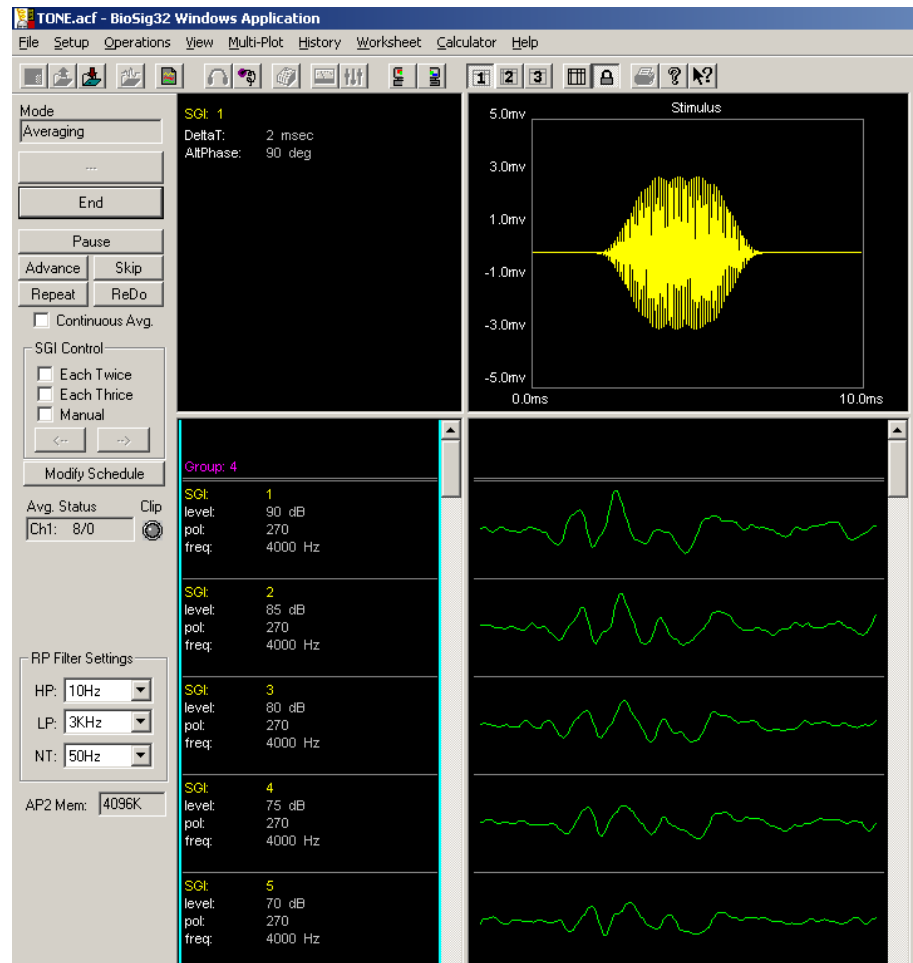 TONE.acf - BioSig32 Windows Application
File Setup Operations View Multi-Plot History Worksheet Calculator Help
1 2 3
Mode
Averaging
...
End
Pause
Advance Skip
Repeat ReDo
Continuous Avg.
SGI Control
Each Twice
Each Thrice
Manual
<-- -->
Modify Schedule
Avg. Status Clip
Ch1: 8/0
RP Filter Settings
HP: 10Hz
LP: 3KHz
NT: 50Hz
AP2 Mem: 4096K
SGI: 1
DeltaT: 2 msec
AltPhase: 90 deg
Stimulus
5.0mv
3.0mv
1.0mv
-1.0mv
-3.0mv
-5.0mv
0.0ms 10.0ms
Group: 4
SGI: 1
level: 90 dB
pol: 270
freq: 4000 Hz
SGI: 2
level: 85 dB
pol: 270
freq: 4000 Hz
SGI: 3
level: 80 dB
pol: 270
freq: 4000 Hz
SGI: 4
level: 75 dB
pol: 270
freq: 4000 Hz
SGI: 5
level: 70 dB
pol: 270
freq: 4000 Hz